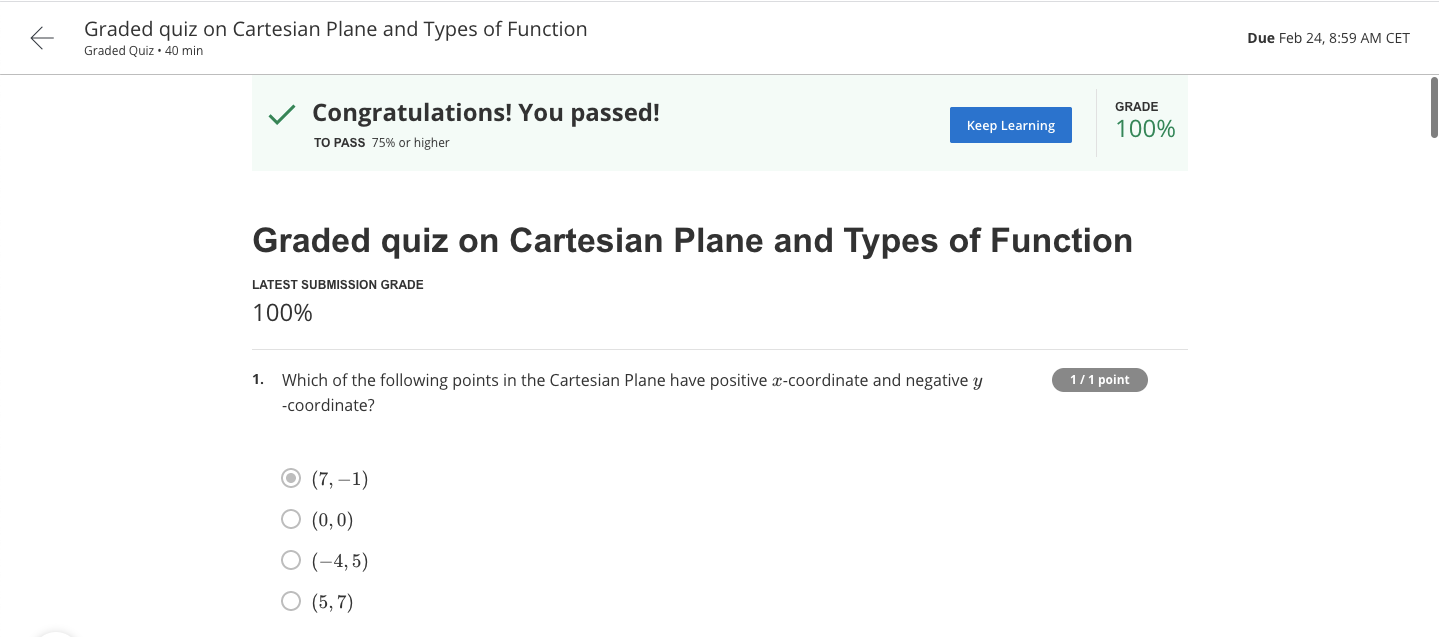 Graded quiz on Cartesian Plane and Types of Function
Graded Quiz • 40 min
Due Feb 24, 8:59 AM CET
Congratulations! You passed!
TO PASS 75% or higher
Keep Learning
GRADE
100%
Graded quiz on Cartesian Plane and Types of Function
LATEST SUBMISSION GRADE
100%
1. Which of the following points in the Cartesian Plane have positive x-coordinate and negative y
-coordinate?
1 / 1 point
(7, −1)
(0, 0)
(−4, 5)
(5, 7)